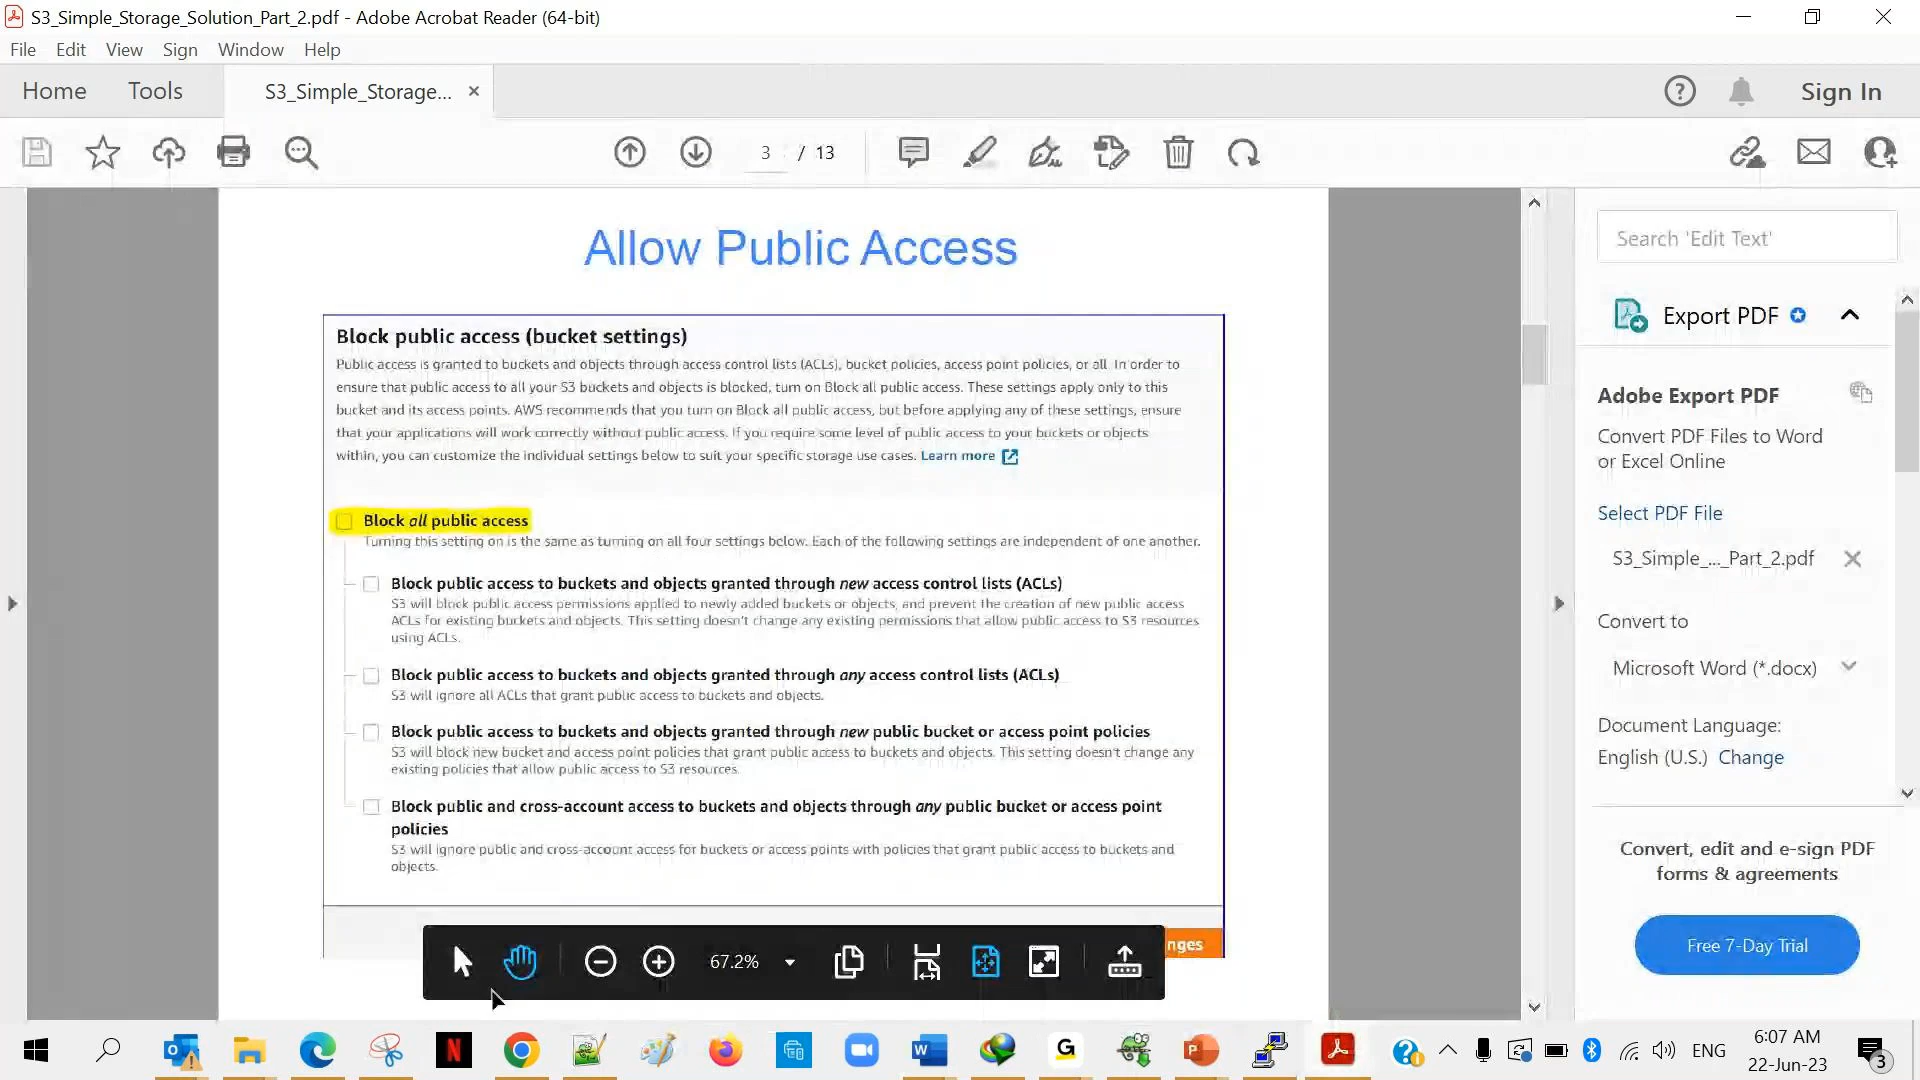 S3_Simple_Storage_Solution_Part_2.pdf - Adobe Acrobat Reader (64-bit)
File Edit View Sign Window Help
Home Tools S3_Simple_Storage... × Sign In
3 / 13
Allow Public Access
Block public access (bucket settings)
Public access is granted to buckets and objects through access control lists (ACLs), bucket policies, access point policies, or all. In order to
ensure that public access to all your S3 buckets and objects is blocked, turn on Block all public access. These settings apply only to this
bucket and its access points. AWS recommends that you turn on Block all public access, but before applying any of these settings, ensure
that your applications will work correctly without public access. If you require some level of public access to your buckets or objects
within, you can customize the individual settings below to suit your specific storage use cases. Learn more
Block all public access
Turning this setting on is the same as turning on all four settings below. Each of the following settings are independent of one another.
Block public access to buckets and objects granted through new access control lists (ACLs)
S3 will block public access permissions applied to newly added buckets or objects, and prevent the creation of new public access
ACLs for existing buckets and objects. This setting doesn't change any existing permissions that allow public access to S3 resources
using ACLs.
Block public access to buckets and objects granted through any access control lists (ACLs)
S3 will ignore all ACLs that grant public access to buckets and objects.
Block public access to buckets and objects granted through new public bucket or access point policies
S3 will block new bucket and access point policies that grant public access to buckets and objects. This setting doesn't change any
existing policies that allow public access to S3 resources.
Block public and cross-account access to buckets and objects through any public bucket or access point
policies
S3 will ignore public and cross-account access for buckets or access points with policies that grant public access to buckets and
objects.
nges
67.2%
Search 'Edit Text'
Export PDF
Adobe Export PDF
Convert PDF Files to Word
or Excel Online
Select PDF File
S3_Simple_..._Part_2.pdf
Convert to
Microsoft Word (*.docx)
Document Language:
English (U.S.) Change
Convert, edit and e-sign PDF
forms & agreements
Free 7-Day Trial
ENG
6:07 AM
22-Jun-23
3